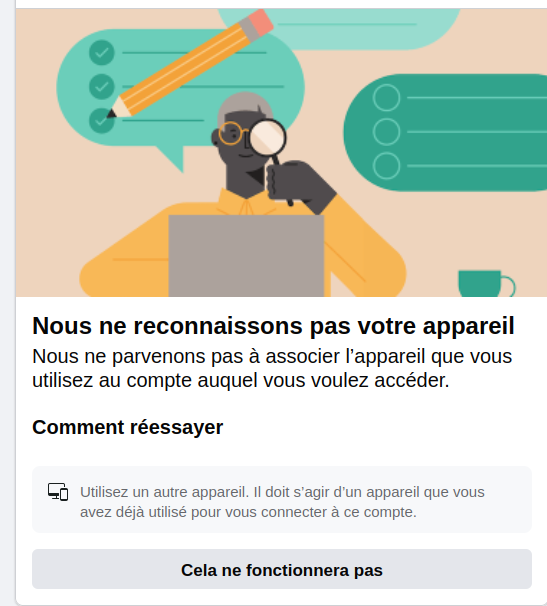 Nous ne reconnaissons pas votre appareil
Nous ne parvenons pas à associer l’appareil que vous
utilisez au compte auquel vous voulez accéder.
Comment réessayer
Utilisez un autre appareil. Il doit s’agir d’un appareil que vous
avez déjà utilisé pour vous connecter à ce compte.
Cela ne fonctionnera pas